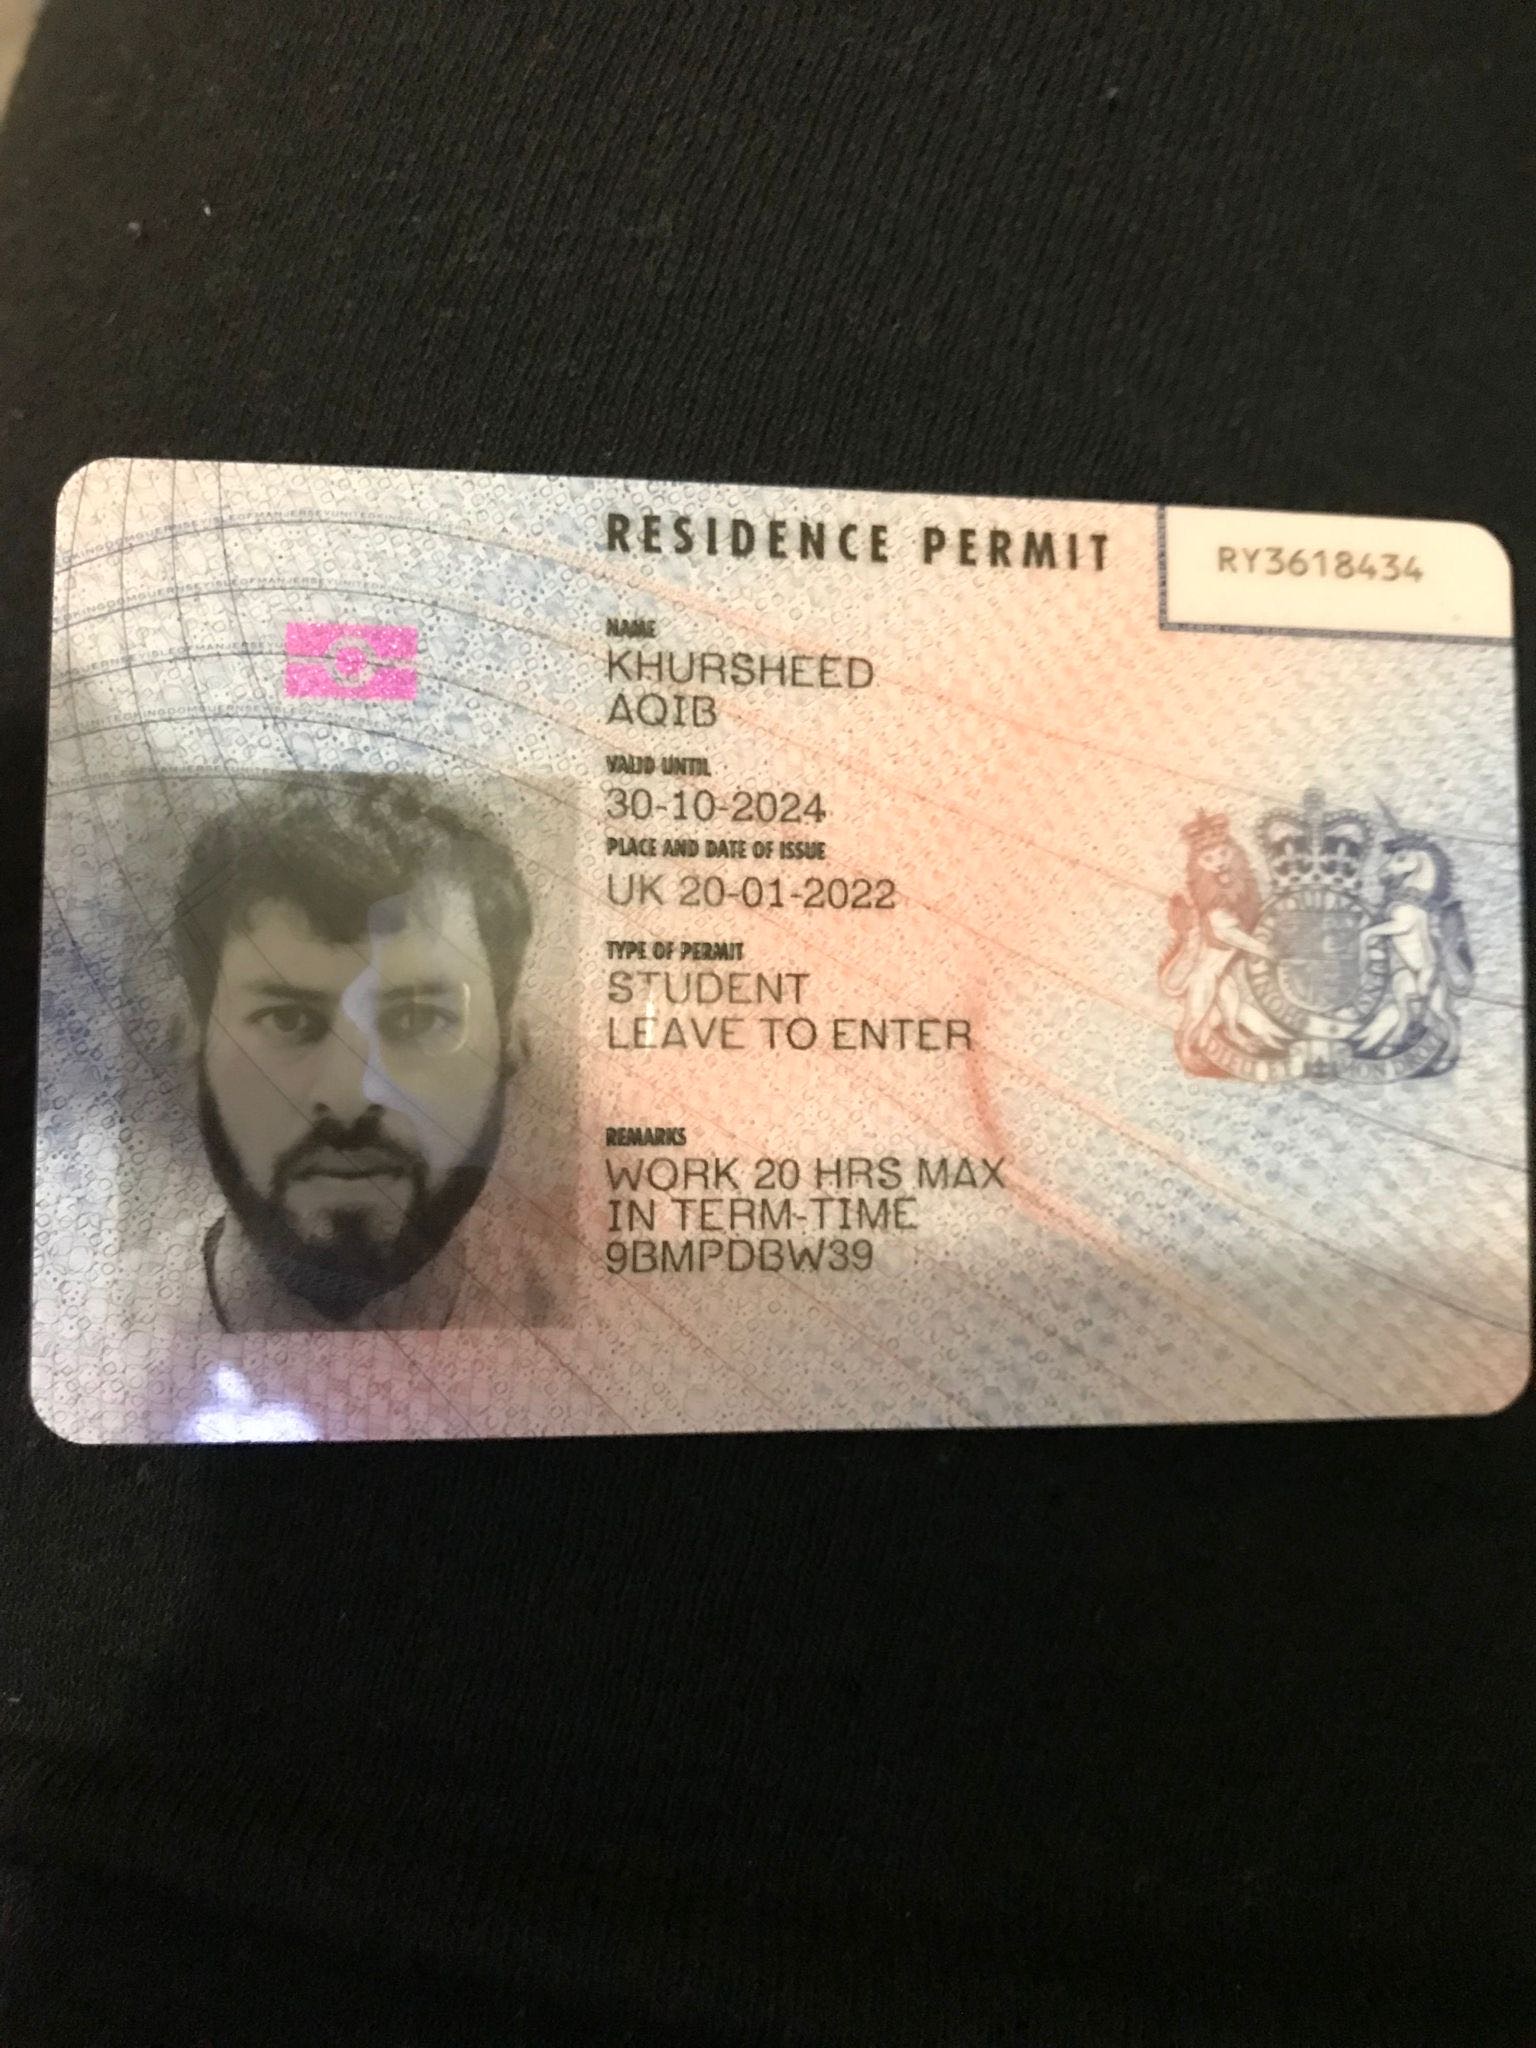 RESIDENCE PERMIT
RY3618434
NAME
KHURSHEED
AQIB
VALID UNTIL
30-10-2024
PLACE AND DATE OF ISSUE
UK 20-01-2022
TYPE OF PERMIT
STUDENT
LEAVE TO ENTER
REMARKS
WORK 20 HRS MAX
IN TERM-TIME
9BMPDBW39